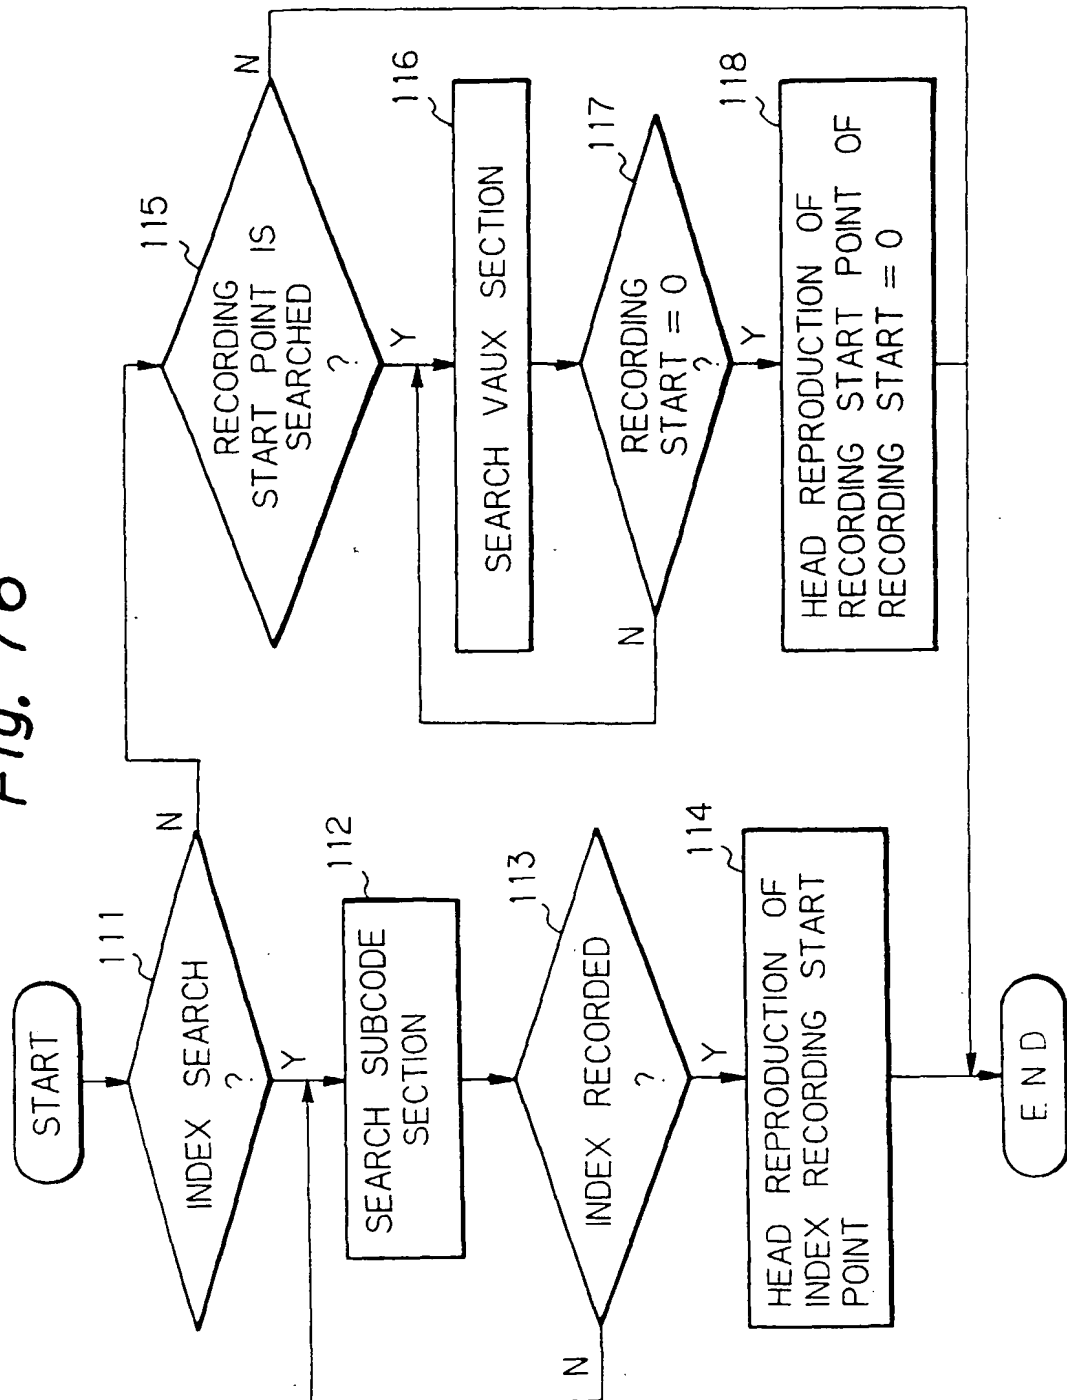 Fig.
START
111
INDEX SEARCH
?
N
Y
112
SEARCH SUBCODE
SECTION
113
INDEX RECORDED
?
N
Y
114
HEAD REPRODUCTION OF
INDEX RECORDING START
POINT
115
RECORDING
START POINT IS
SEARCHED
?
N
Y
116
SEARCH VAUX SECTION
117
RECORDING
START = 0
?
N
Y
118
HEAD REPRODUCTION OF
RECORDING START POINT OF
RECORDING START = 0
END